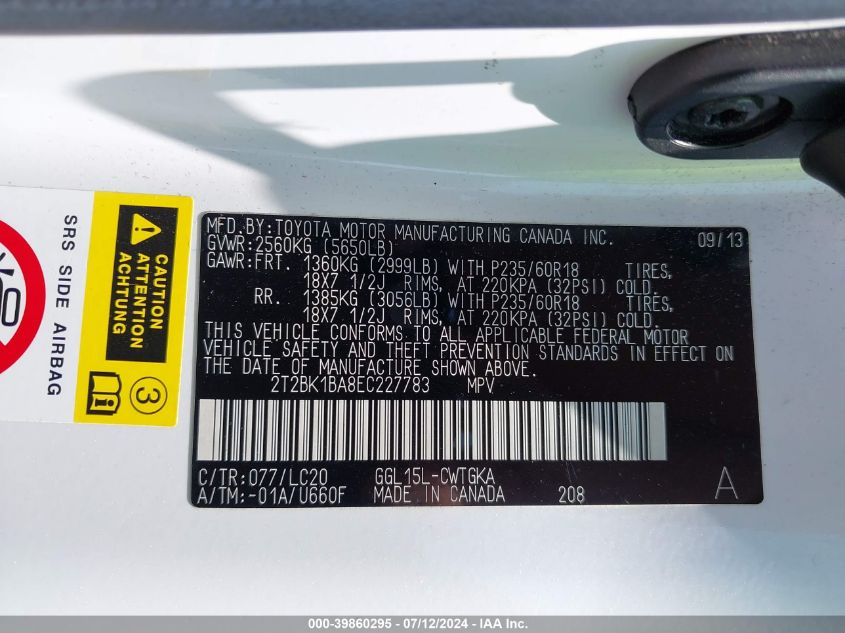 MFD.BY:TOYOTA MOTOR MANUFACTURING CANADA INC. 09/13
GVWR:2560KG (5650LB)
GAWR:FRT. 1360KG (2999LB) WITH P235/60R18 TIRES,
18X7 1/2J RIMS, AT 220KPA (32PSI) COLD.
RR. 1385KG (3056LB) WITH P235/60R18 TIRES,
18X7 1/2J RIMS, AT 220KPA (32PSI) COLD.
THIS VEHICLE CONFORMS TO ALL APPLICABLE FEDERAL MOTOR
VEHICLE SAFETY AND THEFT PREVENTION STANDARDS IN EFFECT ON
THE DATE OF MANUFACTURE SHOWN ABOVE.
2T2BK1BA8EC227783 MPV
C/TR:077/LC20 GGL15L-CWTGKA
A/TM:-01A/U660F MADE IN CANADA 208 A
SRS SIDE AIRBAG
CAUTION
ATTENTION
ACHTUNG
3
000-39860295 - 07/12/2024 - IAAI.com